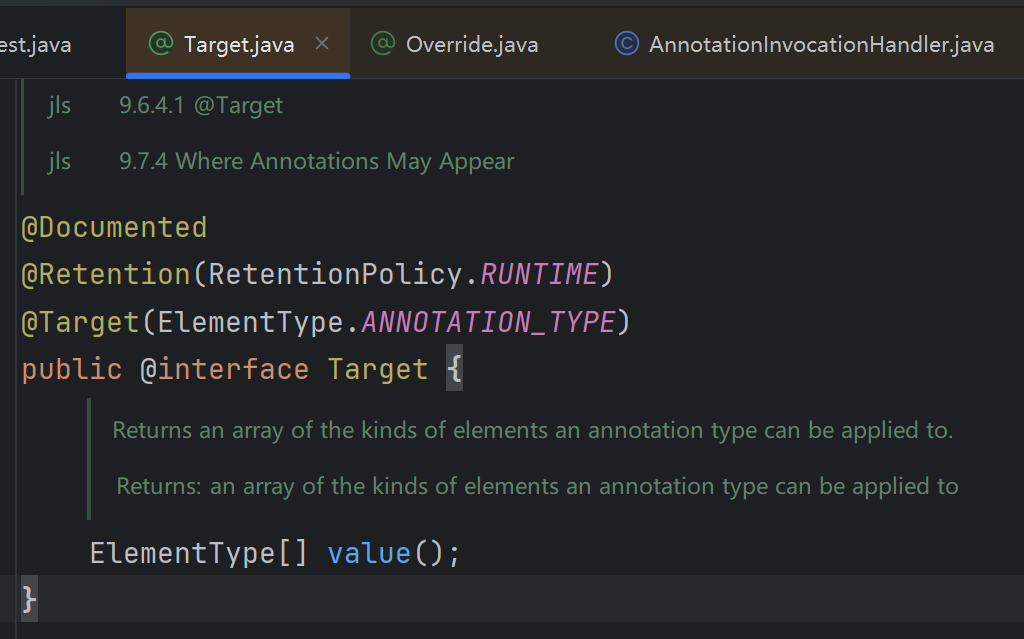 est.java
@ Target.java ×
@ Override.java
© AnnotationInvocationHandler.java
jls 9.6.4.1 @Target
jls 9.7.4 Where Annotations May Appear
@Documented
@Retention(RetentionPolicy.RUNTIME)
@Target(ElementType.ANNOTATION_TYPE)
public @interface Target {
Returns an array of the kinds of elements an annotation type can be applied to.
Returns: an array of the kinds of elements an annotation type can be applied to
ElementType[] value();
}